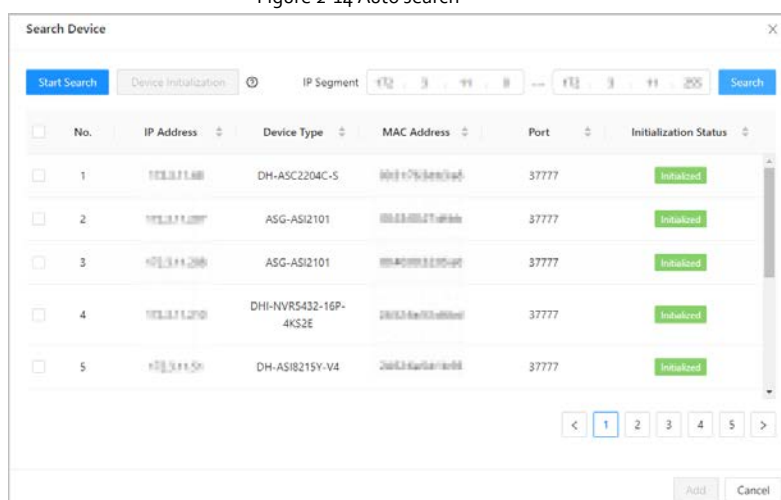 Figure 2-14 Auto search
Search Device
Start Search Device Initialization IP Segment Search
No. IP Address Device Type MAC Address Port Initialization Status
1 DH-ASC2204C-S 37777 Initialized
2 ASG-ASI2101 37777 Initialized
3 ASG-ASI2101 37777 Initialized
4 DHI-NVR5432-16P-
4KS2E 37777 Initialized
5 DH-ASI8215Y-V4 37777 Initialized
< 1 2 3 4 5 >
Add Cancel